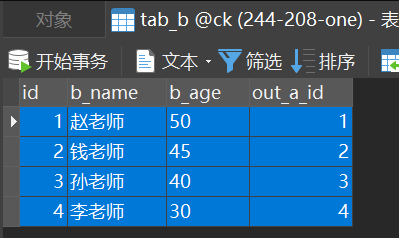 对象 tab_b @ck (244-208-one) - 表
开始事务 文本 筛选 排序
id b_name b_age out_a_id
1 赵老师 50 1
2 钱老师 45 2
3 孙老师 40 3
4 李老师 30 4